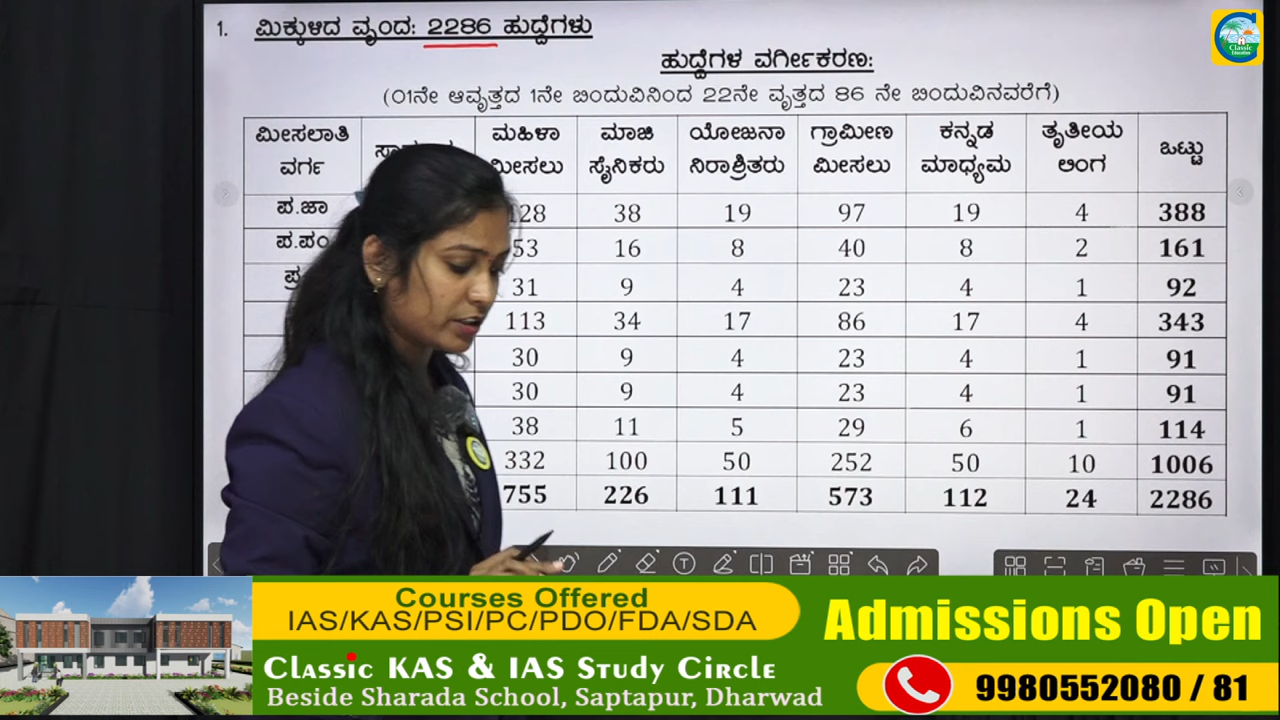 1. ಮಿಕ್ಕುಳಿದ ವೃಂದ: 2286 ಹುದ್ದೆಗಳು
ಹುದ್ದೆಗಳ ವರ್ಗೀಕರಣ:
(01ನೇ ಆವೃತ್ತದ 1ನೇ ಬಿಂದುವಿನಿಂದ 22ನೇ ವೃತ್ತದ 86 ನೇ ಬಿಂದುವಿನವರೆಗೆ)
ಮೀಸಲಾತಿ ವರ್ಗ ಮಹಿಳಾ ಮೀಸಲು ಮಾಜಿ ಸೈನಿಕರು ಯೋಜನಾ ನಿರಾಶ್ರಿತರು ಗ್ರಾಮೀಣ ಮೀಸಲು ಕನ್ನಡ ಮಾಧ್ಯಮ ತೃತೀಯ ಲಿಂಗ ಒಟ್ಟು
ಪ.ಜಾ 128 38 19 97 19 4 388
ಪ.ಪಂ 53 16 8 40 8 2 161
31 9 4 23 4 1 92
113 34 17 86 17 4 343
30 9 4 23 4 1 91
30 9 4 23 4 1 91
38 11 5 29 6 1 114
332 100 50 252 50 10 1006
755 226 111 573 112 24 2286
Classic
Education
Courses Offered
IAS/KAS/PSI/PC/PDO/FDA/SDA
Classic KAS & IAS Study Circle
Beside Sharada School, Saptapur, Dharwad
Admissions Open
9980552080 / 81